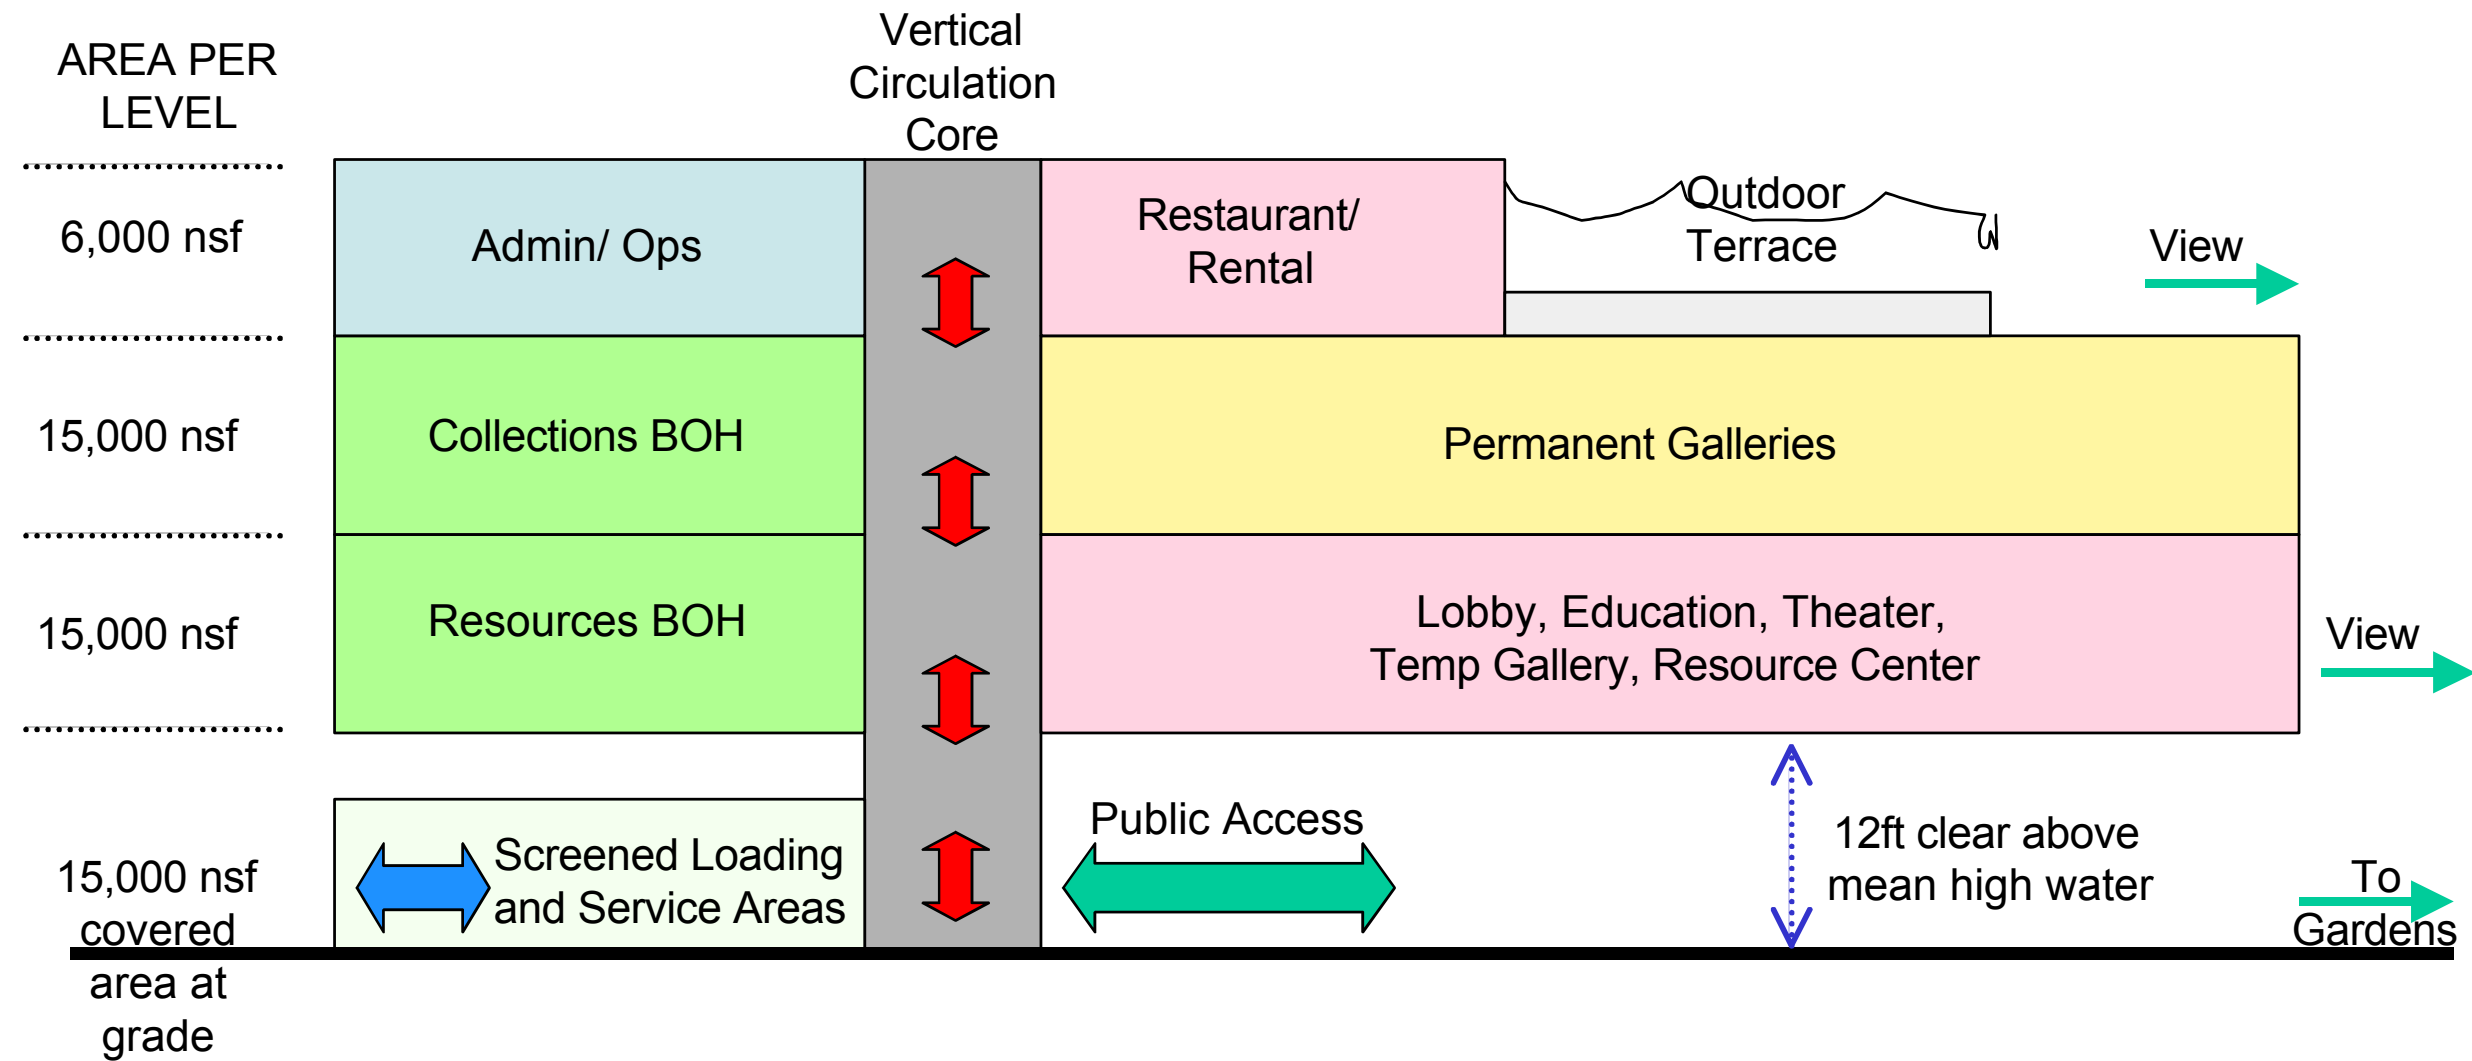 AREA PER
LEVEL
Vertical
Circulation
Core
6,000 nsf
Admin/ Ops
Restaurant/
Rental
Outdoor
Terrace
View
15,000 nsf
Collections BOH
Permanent Galleries
15,000 nsf
Resources BOH
Lobby, Education, Theater,
Temp Gallery, Resource Center
View
15,000 nsf
covered
area at
grade
Screened Loading
and Service Areas
Public Access
12ft clear above
mean high water
To
Gardens